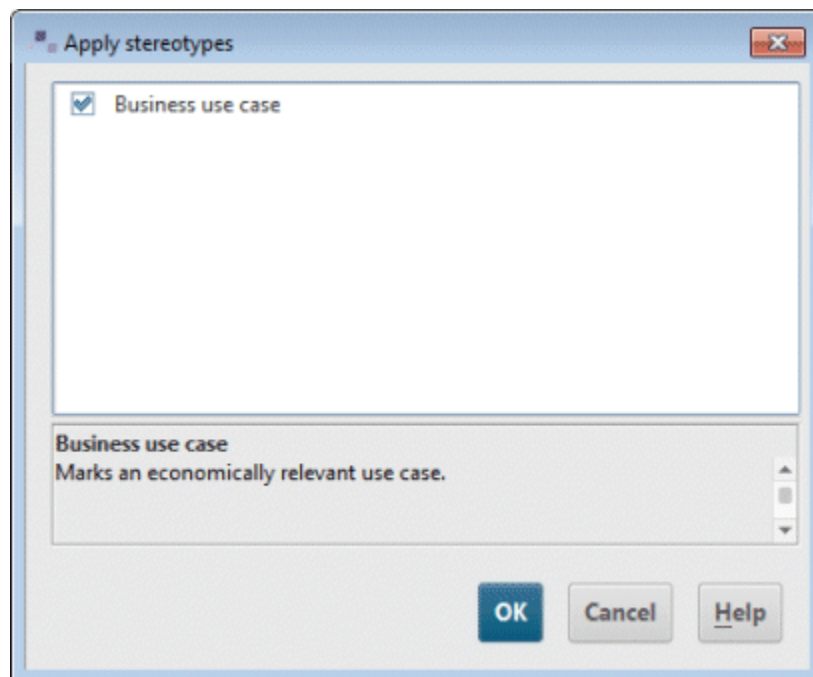 Apply stereotypes
Business use case
Business use case
Marks an economically relevant use case.
OK Cancel Help